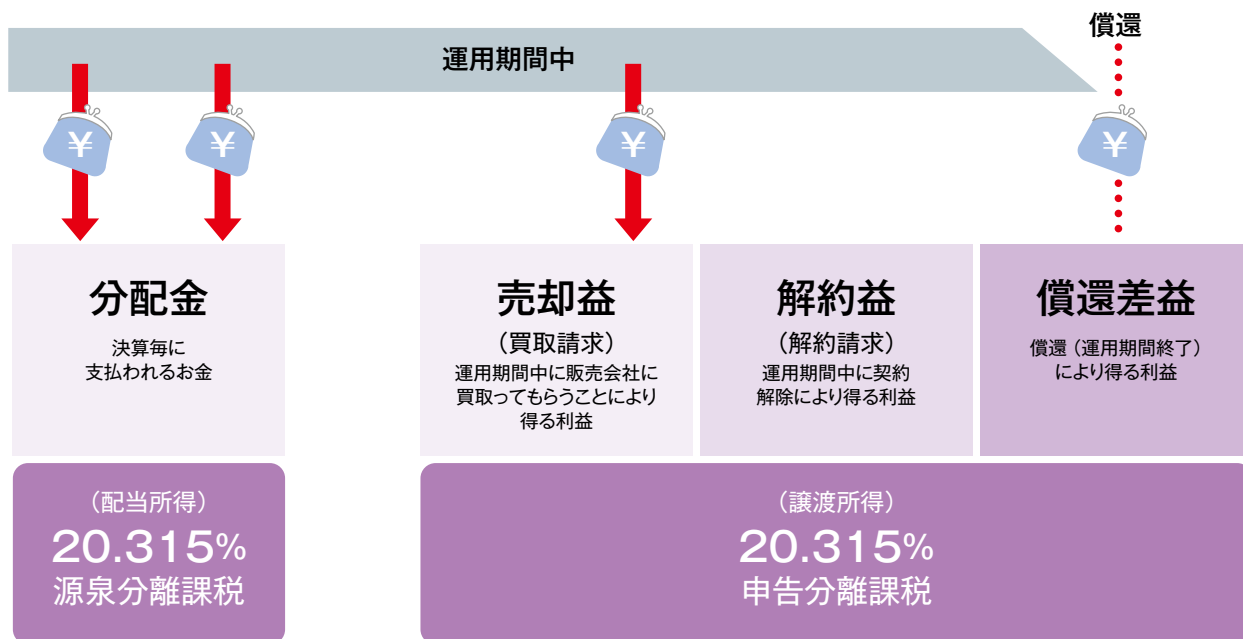 償還
運用期間中
¥
¥
¥
¥
分配金
決算毎に
支払われるお金
売却益
（買取請求）
運用期間中に販売会社に
買取ってもらうことにより
得る利益
解約益
（解約請求）
運用期間中に契約
解除により得る利益
償還差益
償還（運用期間終了）
により得る利益
（配当所得）
20.315%
源泉分離課税
（譲渡所得）
20.315%
申告分離課税